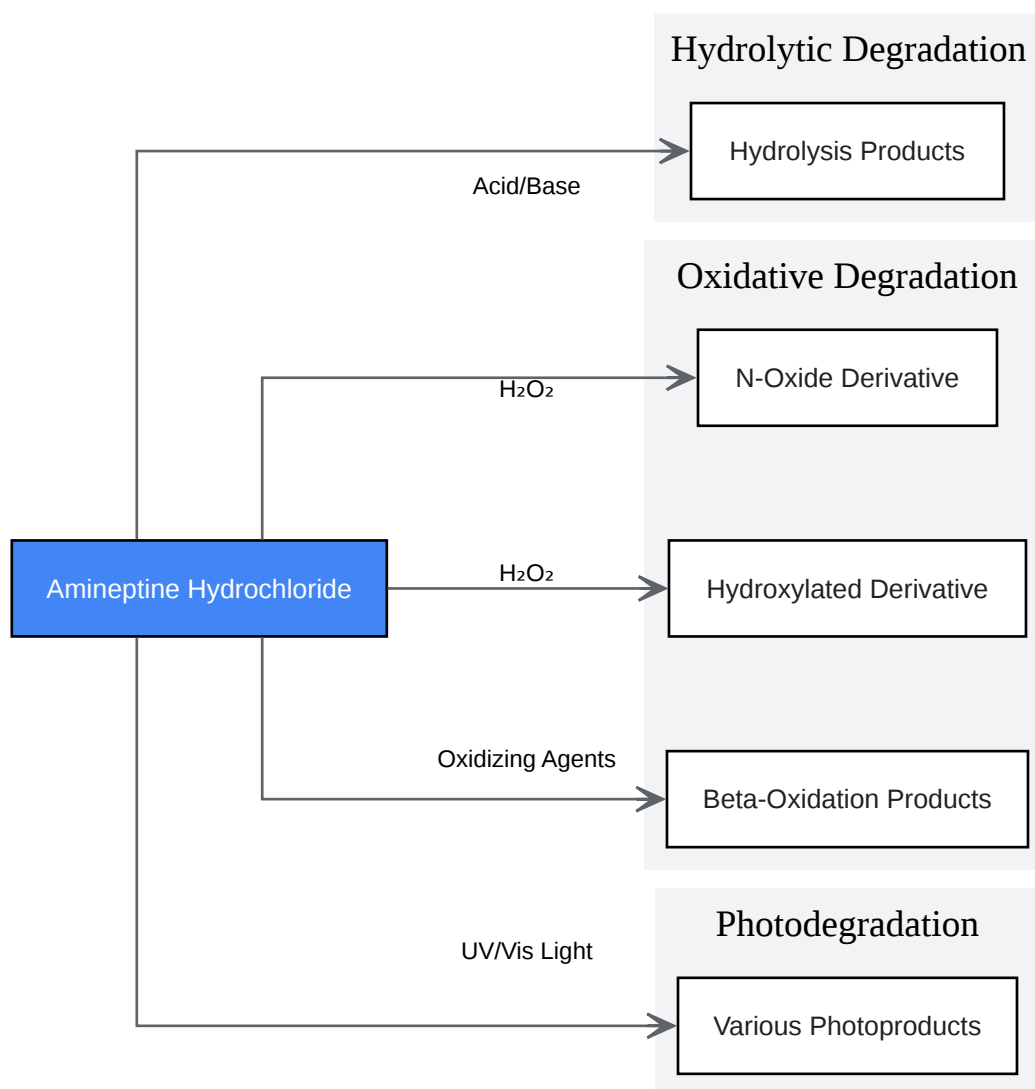 Hydrolytic Degradation
Hydrolysis Products
Acid/Base
Oxidative Degradation
N-Oxide Derivative
H₂O₂
Amineptine Hydrochloride
H₂O₂
Hydroxylated Derivative
Oxidizing Agents
Beta-Oxidation Products
Photodegradation
UV/Vis Light
Various Photoproducts